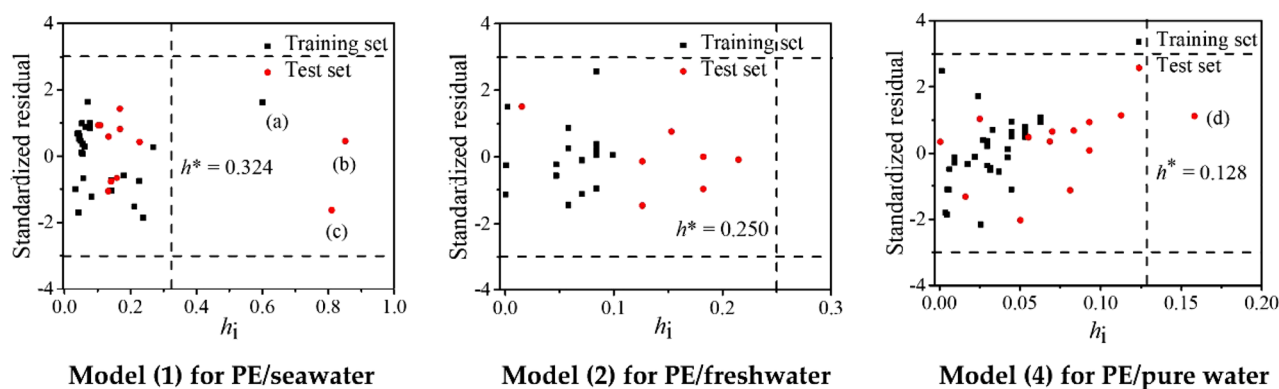 Standardized residual
4
2
0
-2
-4
Training set
Test set
(a)
(b)
(c)
h* = 0.324
0.0 0.2 0.4 0.6 0.8 1.0
hi
Model (1) for PE/seawater
Standardized residual
4
2
0
-2
-4
Training set
Test set
h* = 0.250
0.0 0.1 0.2 0.3
hi
Model (2) for PE/freshwater
Standardized residual
4
2
0
-2
-4
Training set
Test set
(d)
h* = 0.128
0.00 0.05 0.10 0.15 0.20
hi
Model (4) for PE/pure water